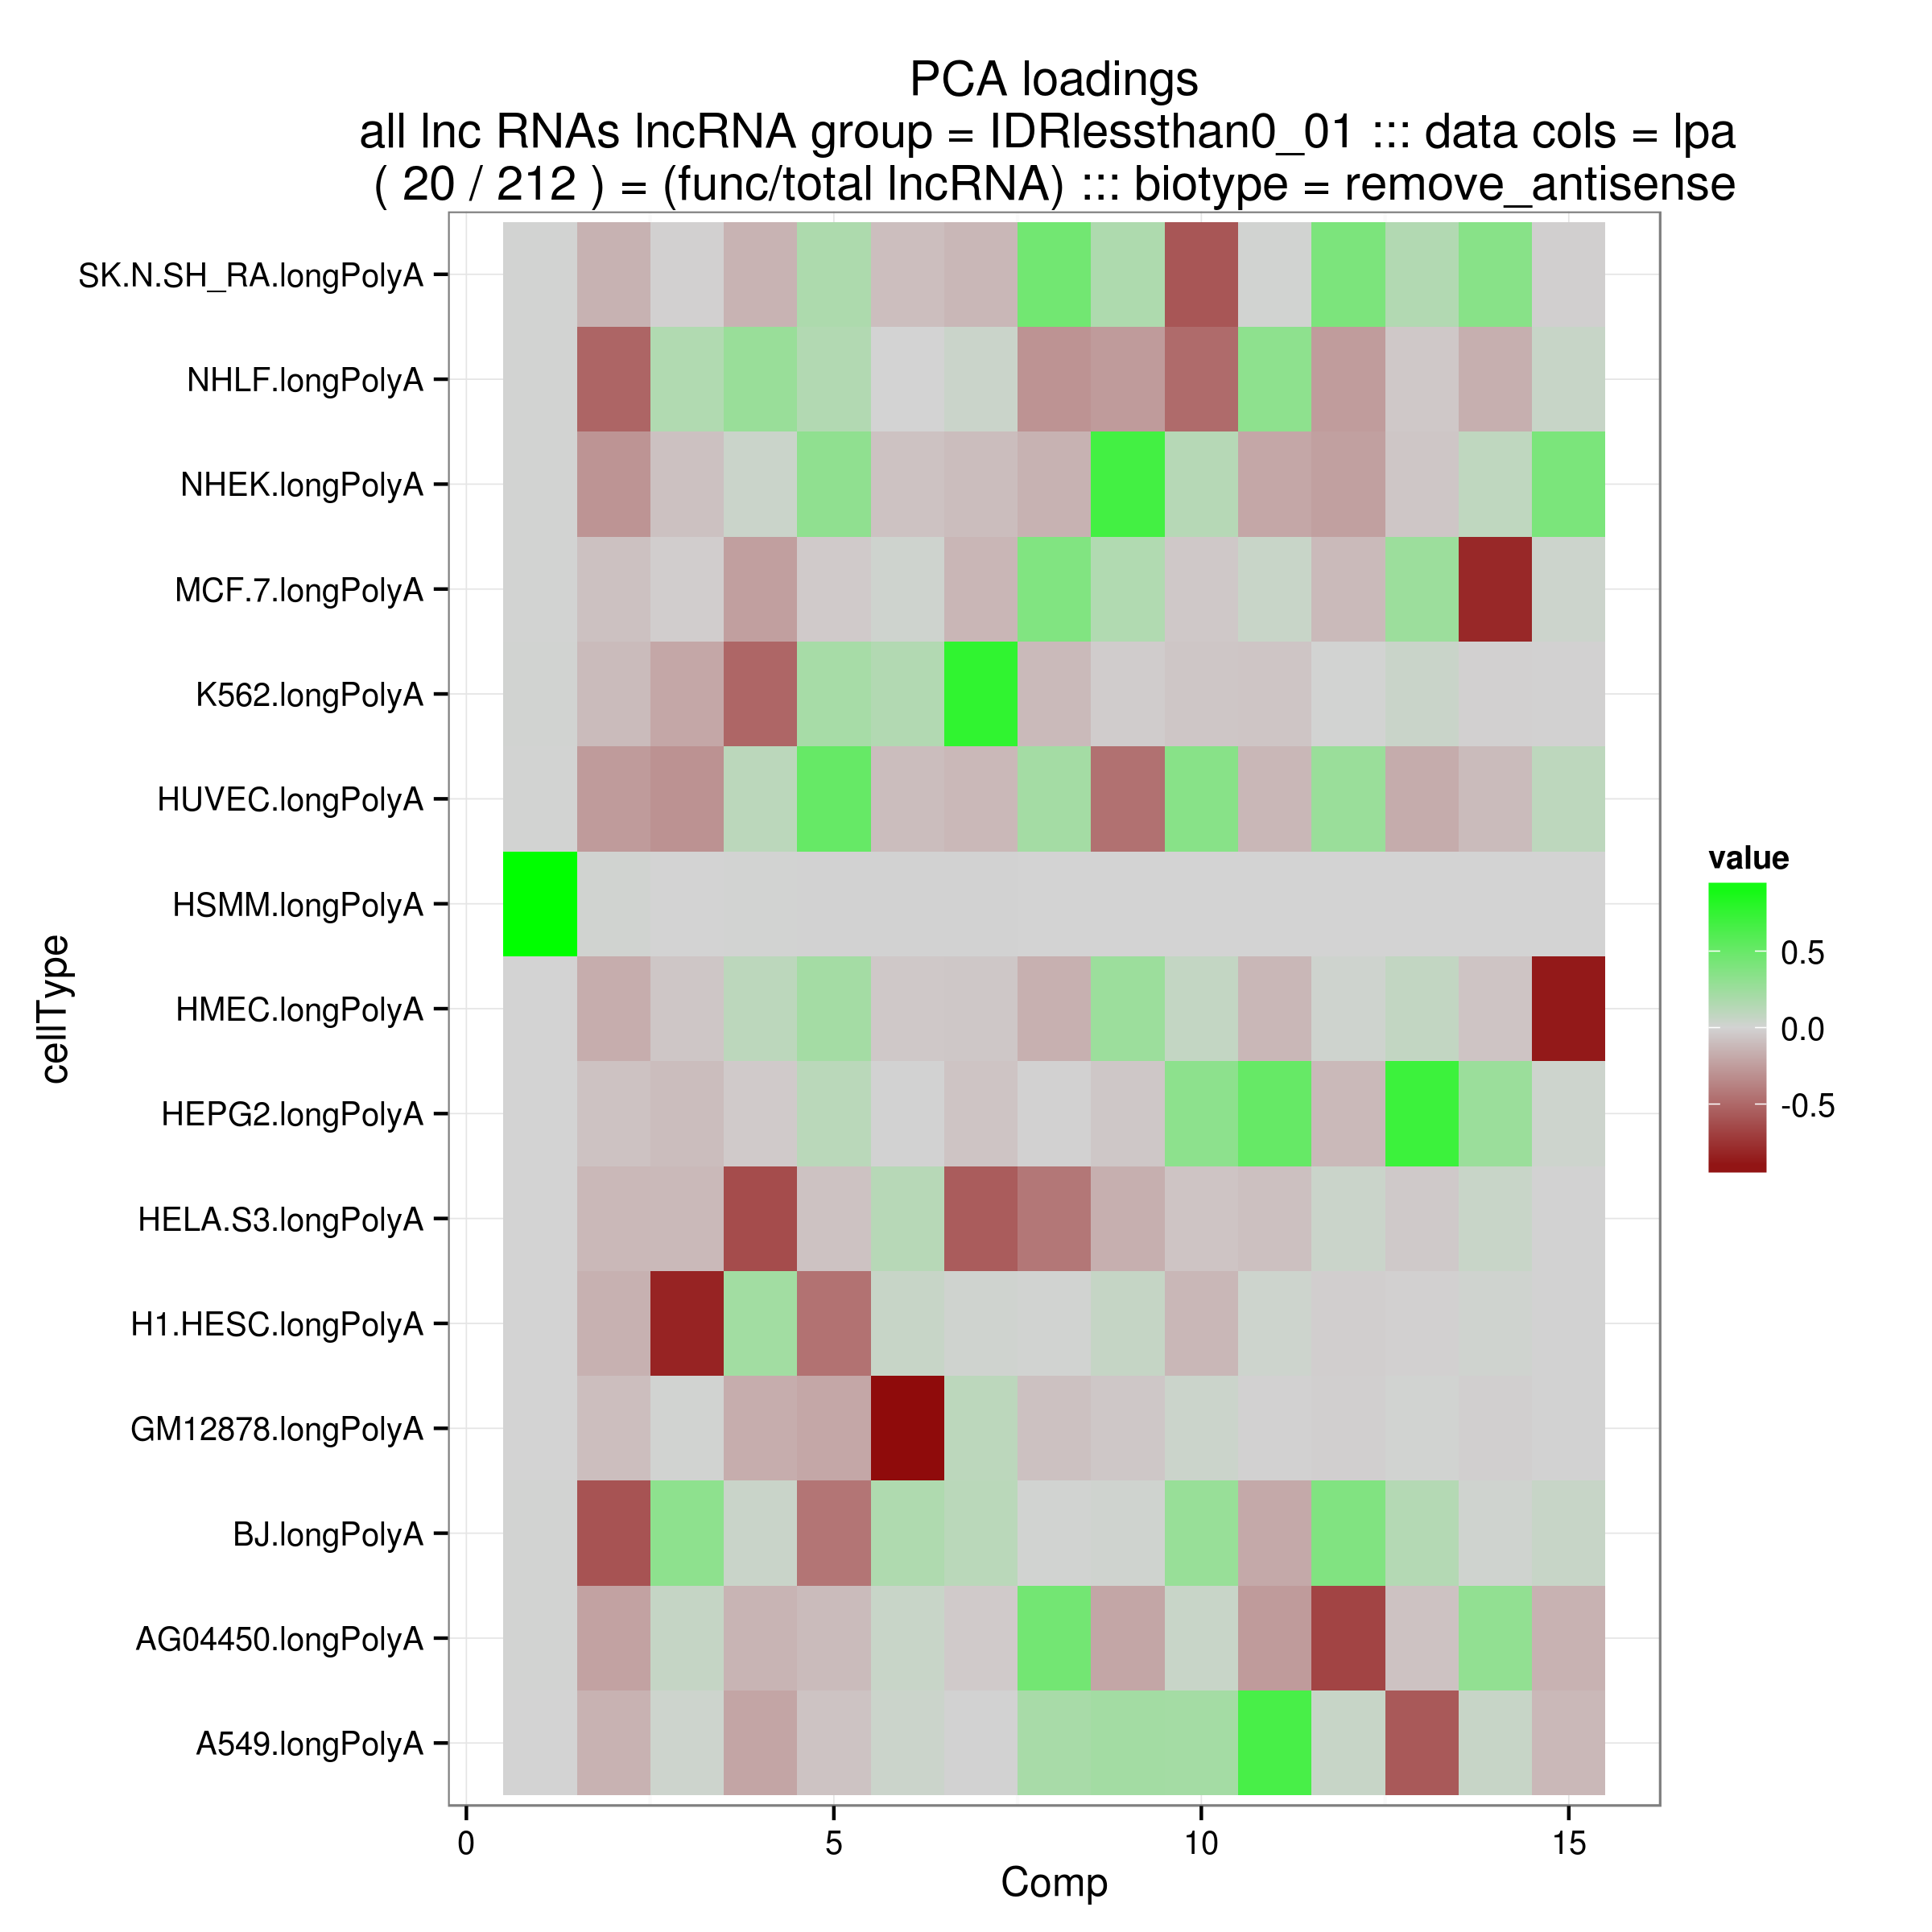 PCA loadings
all lnc RNAs lncRNA group = IDRlessthan0_01 ::: data cols = lpa
( 20 / 212 ) = (func/total lncRNA) ::: biotype = remove_antisense
SK.N.SH_RA.longPolyA
NHLF.longPolyA
NHEK.longPolyA
MCF.7.longPolyA
K562.longPolyA
HUVEC.longPolyA
HSMM.longPolyA
HMEC.longPolyA
HEPG2.longPolyA
HELA.S3.longPolyA
H1.HESC.longPolyA
GM12878.longPolyA
BJ.longPolyA
AG04450.longPolyA
A549.longPolyA
cellType
0
5
10
15
Comp
value
0.5
0.0
-0.5